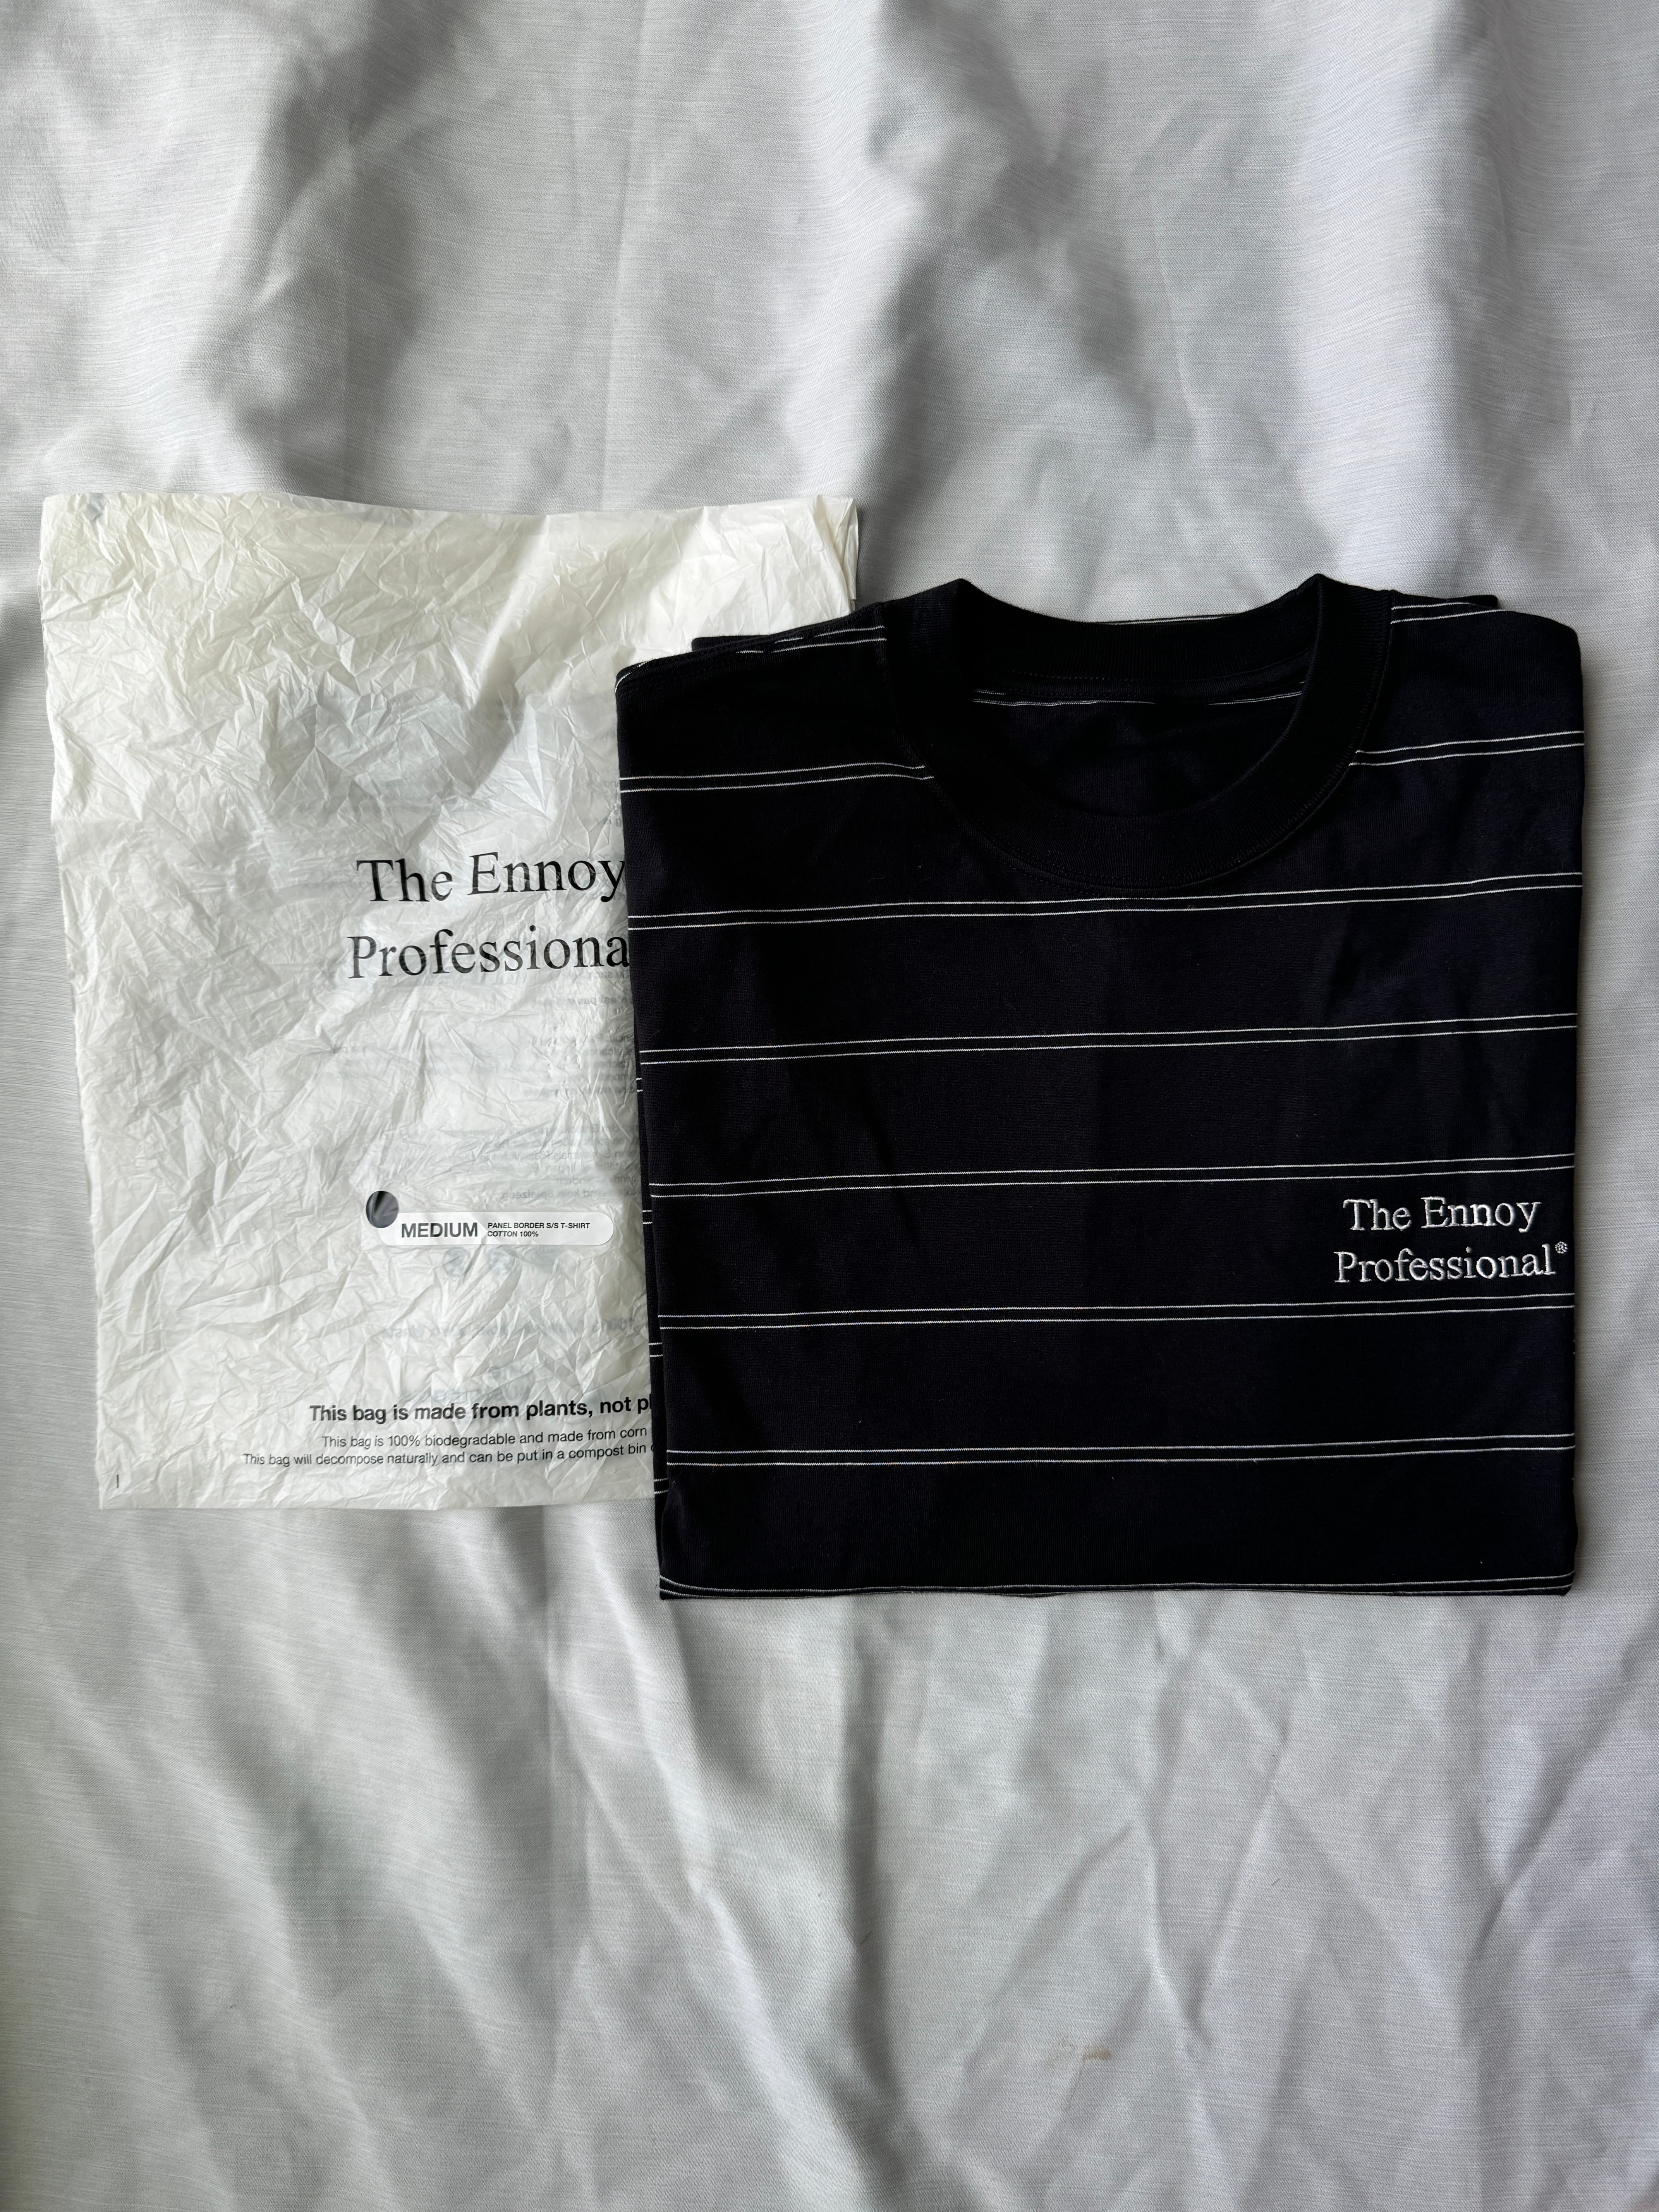 The Ennoy
Professiona
MEDIUM
PANEL BORDER S/S T-SHIRT
COTTON 100%
This bag is made from plants, not pl
This bag is 100% biodegradable and made from corn
This bag will decompose naturally and can be put in a compost bin
The Ennoy
Professional®